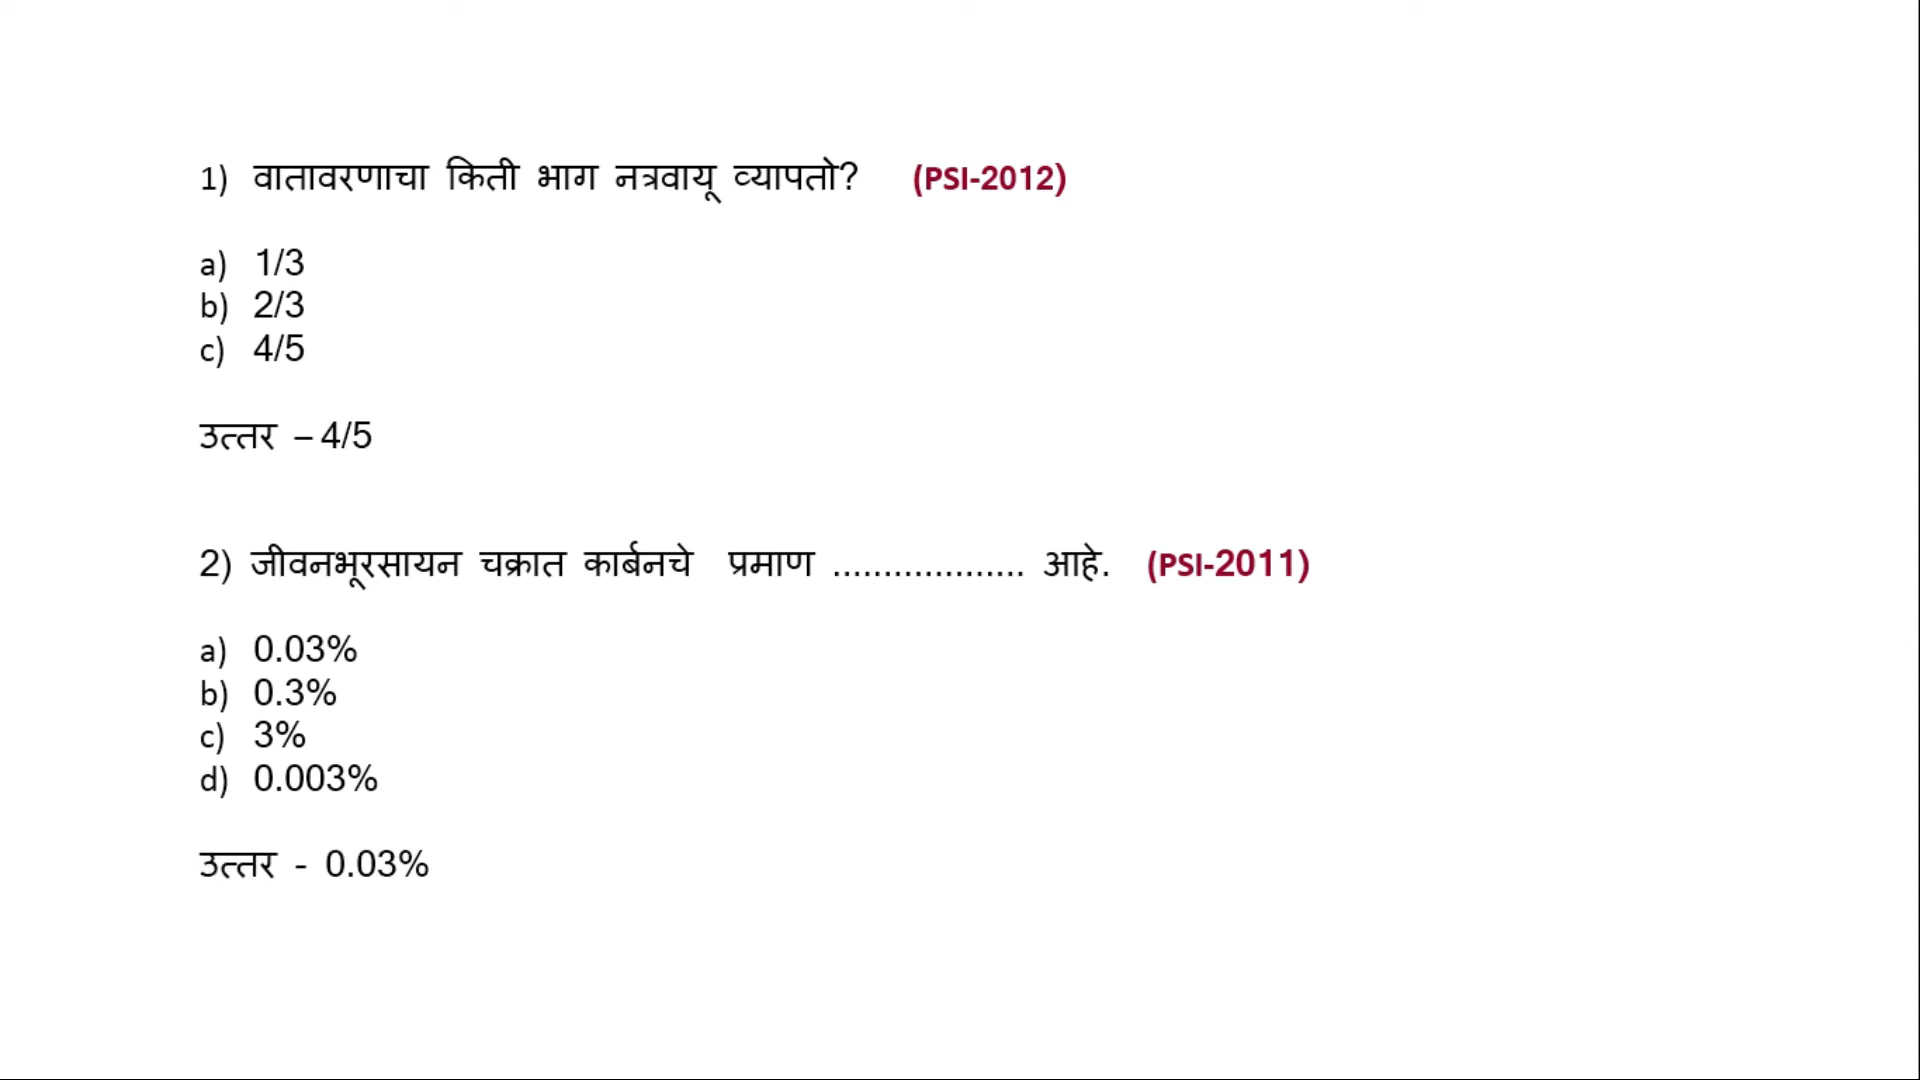 1) वातावरणाचा किती भाग नत्रवायू व्यापतो? (PSI-2012)
a) 1/3
b) 2/3
c) 4/5
उत्तर – 4/5
2) जीवनभूरसायन चक्रात कार्बनचे प्रमाण ................... आहे. (PSI-2011)
a) 0.03%
b) 0.3%
c) 3%
d) 0.003%
उत्तर - 0.03%